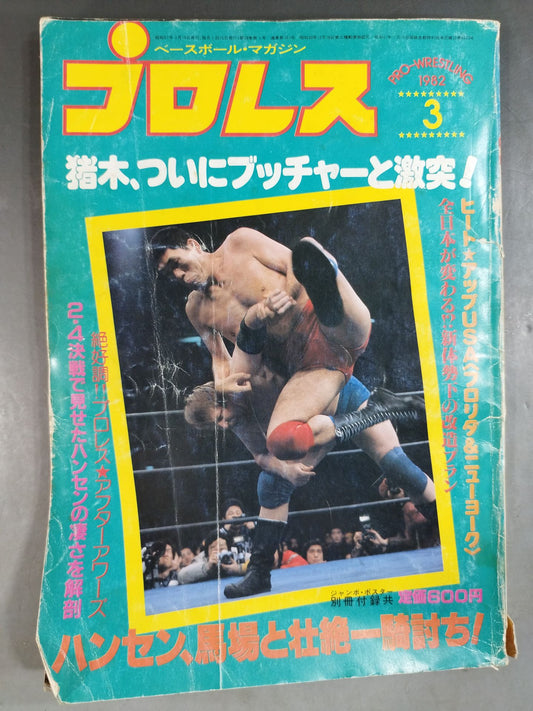 ベースボール・マガジン
プロレス
PRO-WRESTLING
1982
3
猪木、ついにブッチャーと激突!
ヒート★アップUSA〈フロリダ&ニューヨーク〉
全日本が変わる!?新体勢下の改造プラン
絶好調!!プロレス★アフターアワーズ
2・4決戦で見せたハンセンの凄さを解剖
ジャンボ・ポスター
別冊付録共
定価600円
ハンセン、馬場と壮絶一騎討ち!